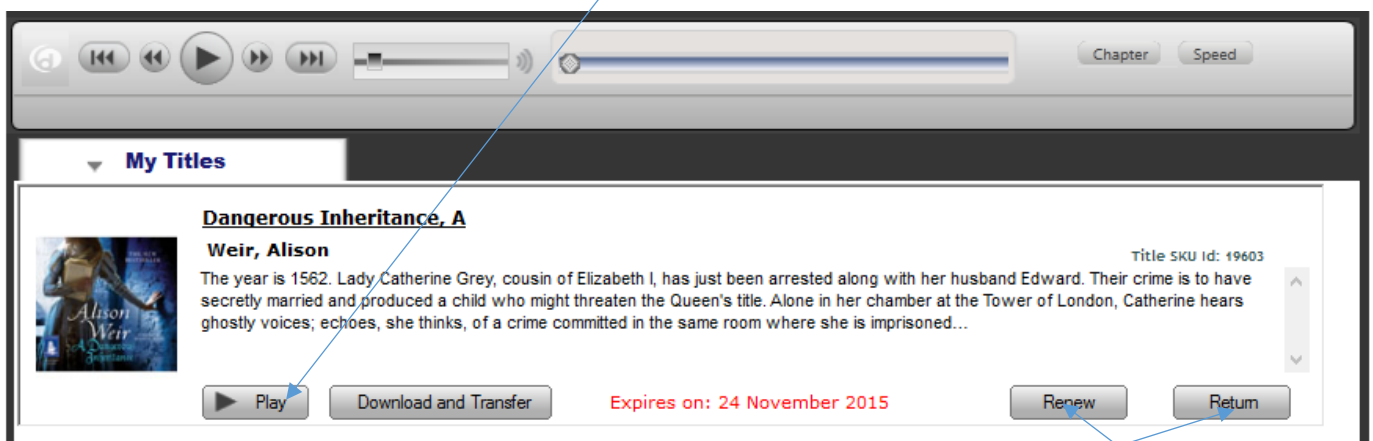 Chapter Speed
My Titles
Dangerous Inheritance, A
Weir, Alison
Title SKU Id: 19603
The year is 1562. Lady Catherine Grey, cousin of Elizabeth I, has just been arrested along with her husband Edward. Their crime is to have
secretly married and produced a child who might threaten the Queen's title. Alone in her chamber at the Tower of London, Catherine hears
ghostly voices; echoes, she thinks, of a crime committed in the same room where she is imprisoned...
Alison
Weir
A Dangerous
Inheritance
Play Download and Transfer Expires on: 24 November 2015 Renew Return